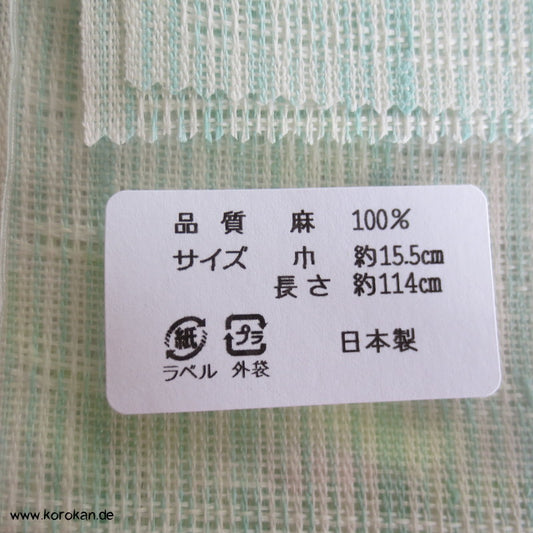 品質 麻 100%
サイズ 巾 約15.5cm
長さ 約114cm
紙 プラ
ラベル 外袋
日本製
www.korokan.de